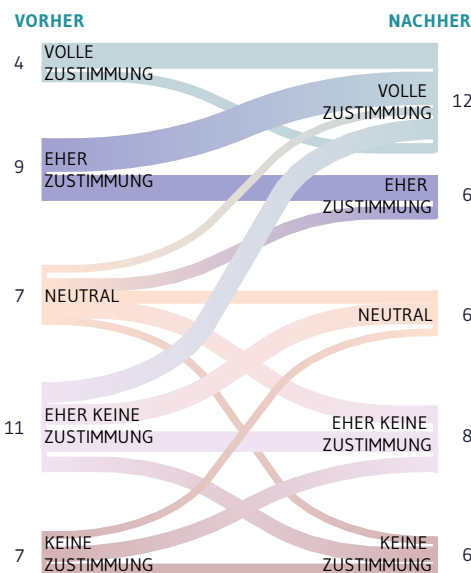 VORHER NACHHER
4 VOLLE
ZUSTIMMUNG
VOLLE
ZUSTIMMUNG 12
9 EHER
ZUSTIMMUNG
EHER
ZUSTIMMUNG 6
7 NEUTRAL
NEUTRAL 6
11 EHER KEINE
ZUSTIMMUNG
EHER KEINE
ZUSTIMMUNG 8
7 KEINE
ZUSTIMMUNG
KEINE
ZUSTIMMUNG 6